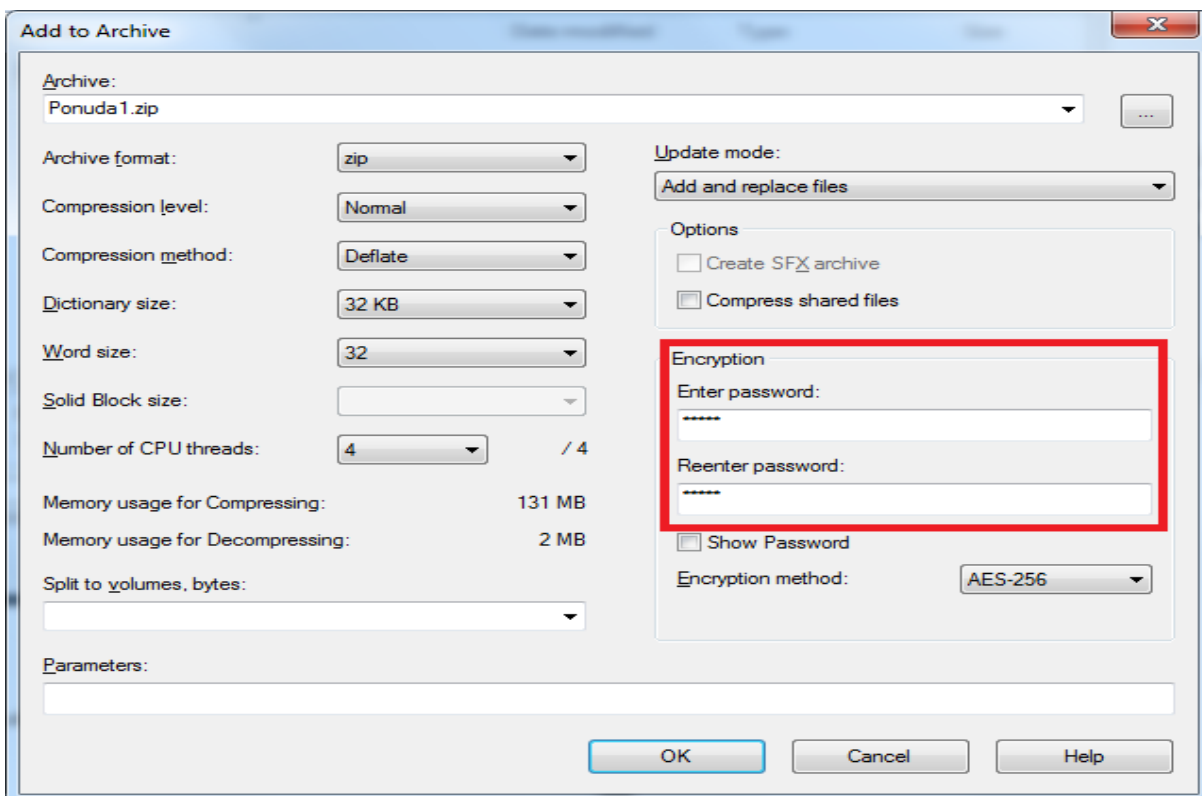 Add to Archive
Archive:
Ponuda1.zip
...
Archive format:
zip
Compression level:
Normal
Compression method:
Deflate
Dictionary size:
32 KB
Word size:
32
Solid Block size:
Number of CPU threads:
4
/ 4
Memory usage for Compressing:
131 MB
Memory usage for Decompressing:
2 MB
Split to volumes, bytes:
Update mode:
Add and replace files
Options
Create SFX archive
Compress shared files
Encryption
Enter password:
*****
Reenter password:
*****
Show Password
Encryption method:
AES-256
Parameters:
OK
Cancel
Help